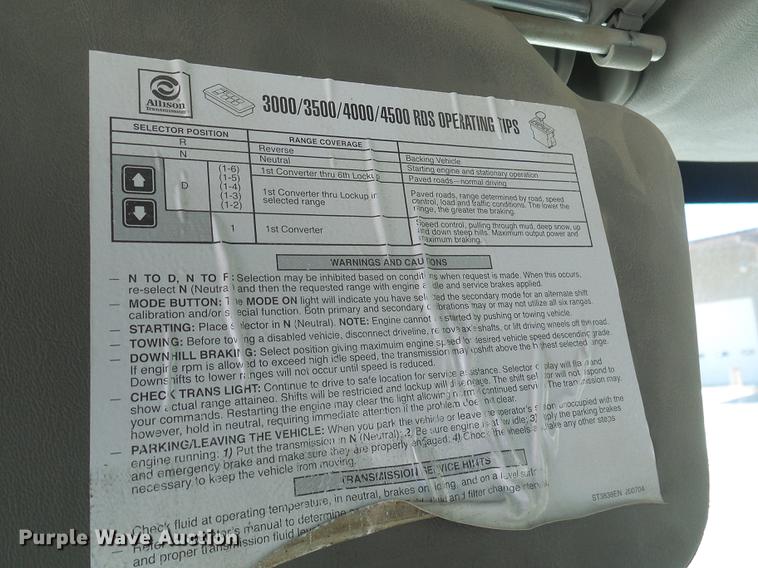 Allison
Transmission
3000/3500/4000/4500 RDS OPERATING TIPS
SELECTOR POSITION RANGE COVERAGE
R Reverse Backing Vehicle
N Neutral Starting engine and stationary operation
(1-6) 1st Converter thru 6th Lockup Paved roads—normal driving
D
(1-5)
(1-4)
(1-3)
(1-2)
1st Converter thru Lockup in
selected range
Paved roads, range determined by road, speed
control, load and traffic conditions. The lower the
range, the greater the braking.
1 1st Converter
Speed control, pulling through mud, deep snow, up
and down steep hills. Maximum output power and
maximum braking.
WARNINGS AND CAUTIONS
– N TO D, N TO R: Selection may be inhibited based on conditions when request is made. When this occurs,
re-select N (Neutral) and then the requested range with engine at idle and service brakes applied.
– MODE BUTTON: The MODE ON light will indicate you have selected the secondary mode for an alternate shift
calibration and/or special function. Both primary and secondary calibrations may or may not utilize all six ranges.
– STARTING: Place selector in N (Neutral). NOTE: Engine cannot be started by pushing or towing vehicle.
– TOWING: Before towing a disabled vehicle, disconnect driveline, remove axle shafts, or lift driving wheels off the road.
– DOWNHILL BRAKING: Select position giving maximuim engine speed for desired vehicle speed descending grade.
If engine rpm is allowed to exceed high idle speed, the transmission may upshift above the highest selected range.
Downshifts to lower ranges will not occur until speed is reduced.
– CHECK TRANS LIGHT: Continue to drive to safe location for service assistance. Selector display will flash and
show actual range attained. Shifts will be restricted and lockup will disengage. The shift selector will not respond to
your commands. Restarting the engine may clear the light allowing normal continued service. The transmission may,
however, hold in neutral, requiring immediate attention if the problem does not clear.
– PARKING/LEAVING THE VEHICLE: When you park the vehicle or leave the operator's station unoccupied with the
engine running: 1) Put the transmission in N (Neutral); 2) Be sure engine is at low idle; 3) Apply the parking brakes
and emergency brake and make sure they are properly engaged; 4) Chock the wheels and take any other steps
necessary to keep the vehicle from moving.
TRANSMISSION SERVICE HINTS
– Check fluid at operating temperature, in neutral, brakes on, idling, and on a level
– Refer to operator's manual to determine fluid and filter change
and proper transmission fluid
ST3838EN 200704
Purple Wave Auction